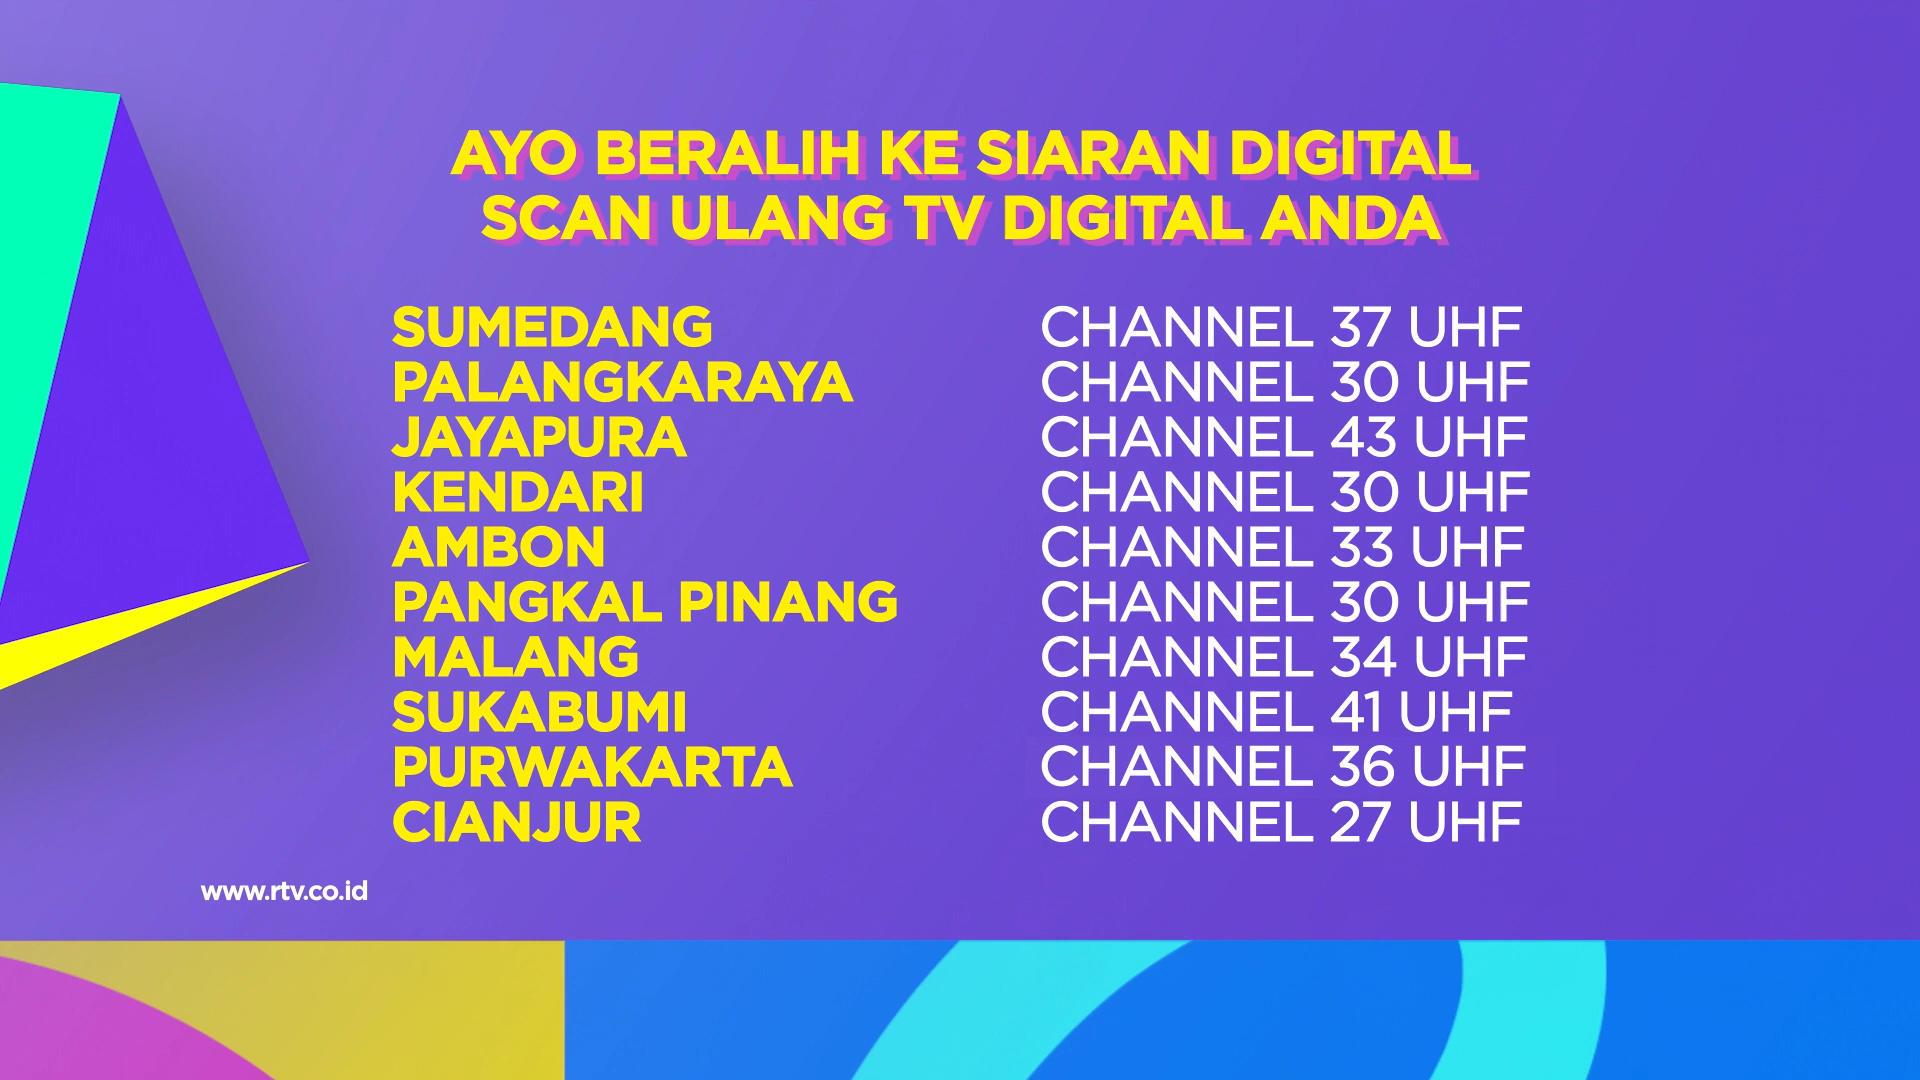 AYO BERALIH KE SIARAN DIGITAL
SCAN ULANG TV DIGITAL ANDA
SUMEDANG CHANNEL 37 UHF
PALANGKARAYA CHANNEL 30 UHF
JAYAPURA CHANNEL 43 UHF
KENDARI CHANNEL 30 UHF
AMBON CHANNEL 33 UHF
PANGKAL PINANG CHANNEL 30 UHF
MALANG CHANNEL 34 UHF
SUKABUMI CHANNEL 41 UHF
PURWAKARTA CHANNEL 36 UHF
CIANJUR CHANNEL 27 UHF
www.rtv.co.id